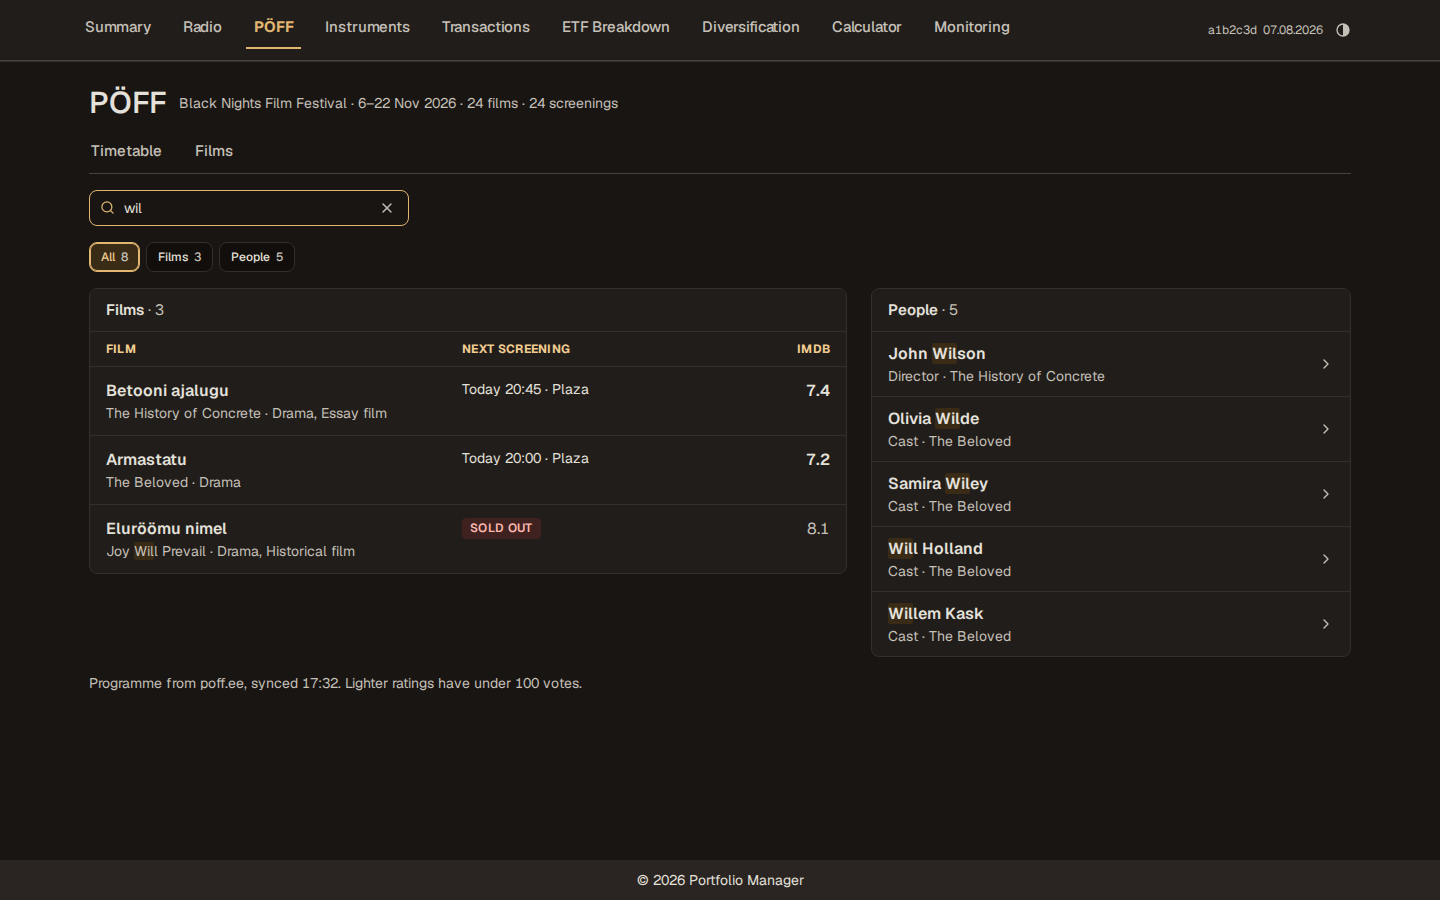 Summary Radio PÖFF Instruments Transactions ETF Breakdown Diversification Calculator Monitoring a1b2c3d 07.08.2026
PÖFF Black Nights Film Festival · 6–22 Nov 2026 · 24 films · 24 screenings
Timetable Films
wil
All 8 Films 3 People 5
Films · 3
FILM NEXT SCREENING IMDB
Betooni ajalugu Today 20:45 · Plaza 7.4
The History of Concrete · Drama, Essay film
Armastatu Today 20:00 · Plaza 7.2
The Beloved · Drama
Eluröömu nimel SOLD OUT 8.1
Joy Will Prevail · Drama, Historical film
People · 5
John Wilson
Director · The History of Concrete
Olivia Wilde
Cast · The Beloved
Samira Wiley
Cast · The Beloved
Will Holland
Cast · The Beloved
Willem Kask
Cast · The Beloved
Programme from poff.ee, synced 17:32. Lighter ratings have under 100 votes.
© 2026 Portfolio Manager